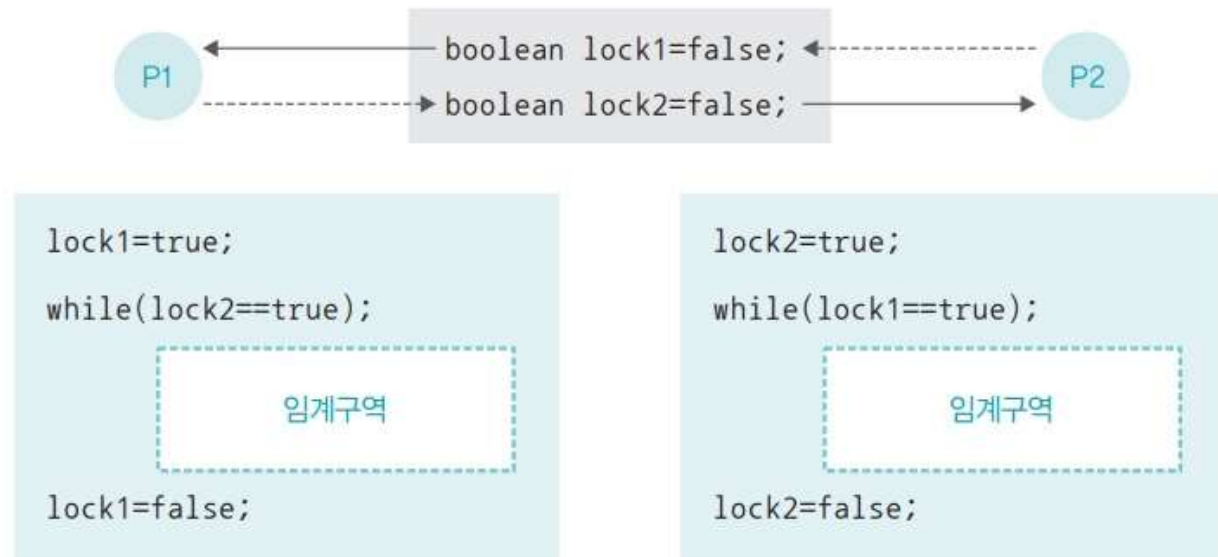 P1
boolean lock1=false;
boolean lock2=false;
P2
lock1=true;
while(lock2==true);
임계구역
lock1=false;
lock2=true;
while(lock1==true);
임계구역
lock2=false;